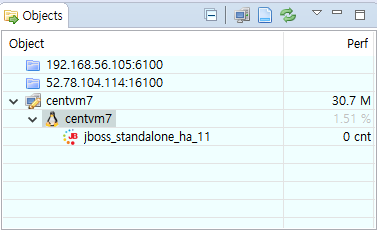 Objects
Object Perf
192.168.56.105:6100
52.78.104.114:16100
centvm7 30.7 M
centvm7 1.51 %
jboss_standalone_ha_11 0 cnt